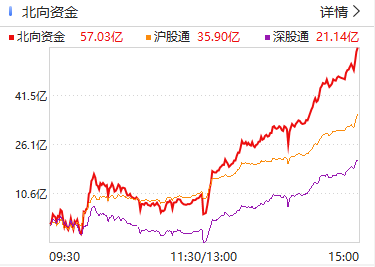 北向资金 详情
北向资金 57.03亿 沪股通 35.90亿 深股通 21.14亿
41.5亿
26.1亿
10.6亿
09:30 11:30/13:00 15:00